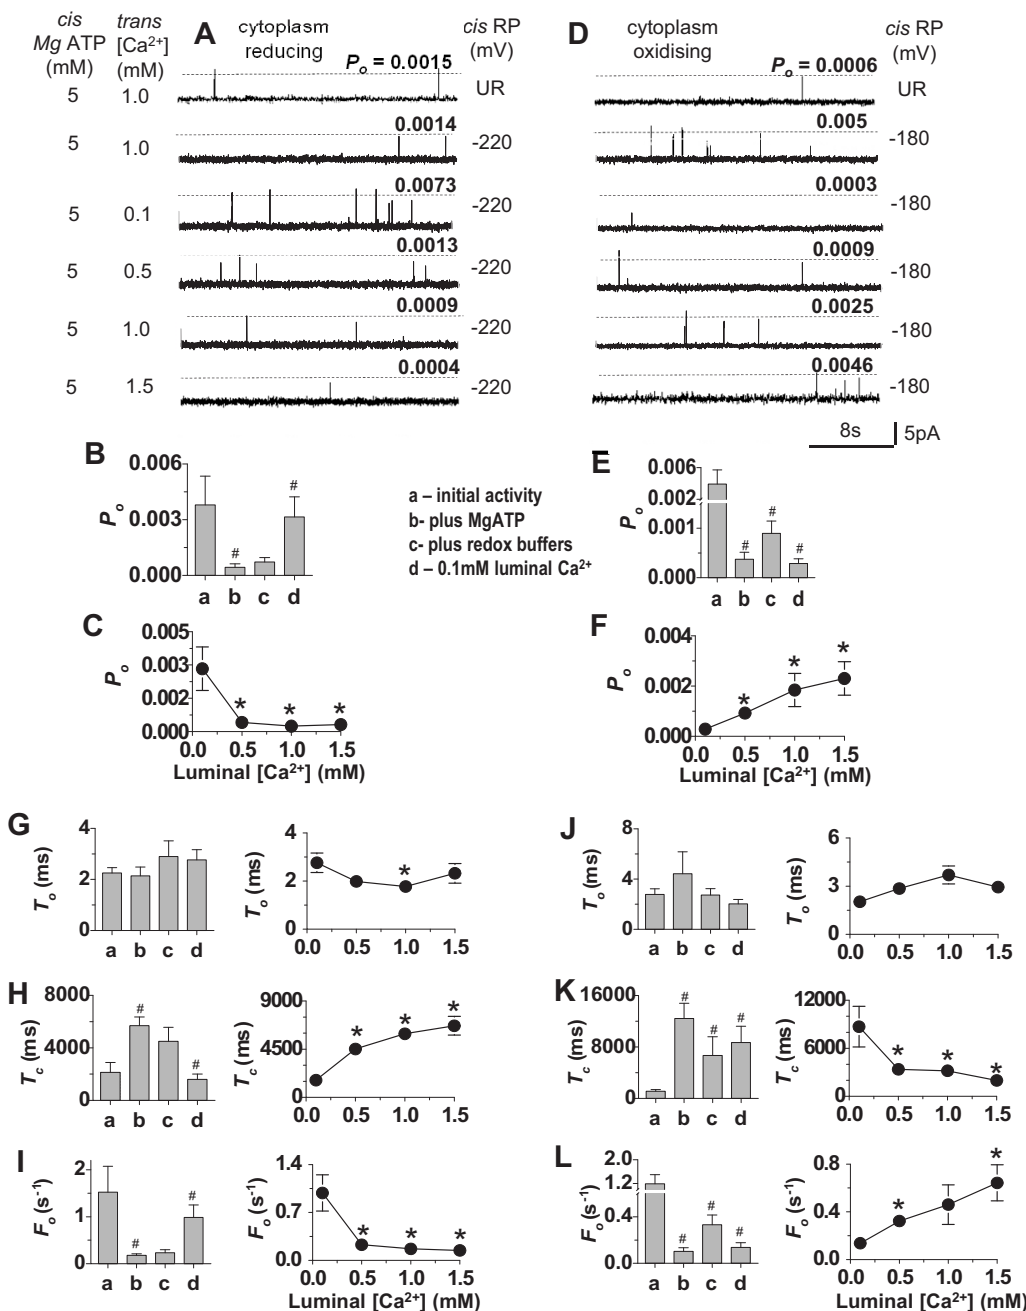 cis
Mg ATP
(mM)
trans
[Ca²⁺]
(mM)
A
cytoplasm
reducing
cis RP
(mV)
D
cytoplasm
oxidising
cis RP
(mV)
5 1.0 Pₒ = 0.0015 UR
Pₒ = 0.0006 UR
5 1.0 0.0014 -220
0.005 -180
5 0.1 0.0073 -220
0.0003 -180
5 0.5 0.0013 -220
0.0009 -180
5 1.0 0.0009 -220
0.0025 -180
5 1.5 0.0004 -220
0.0046 -180
8s 5pA
B
Pₒ
0.006
0.003
0.000
# #
a b c d
a – initial activity
b- plus MgATP
c- plus redox buffers
d – 0.1mM luminal Ca²⁺
E
Pₒ
0.006
0.002
0.001
0.000
# # #
a b c d
C
Pₒ
0.005
0.003
0.002
0.000
* * *
0.0 0.5 1.0 1.5
Luminal [Ca²⁺] (mM)
F
Pₒ
0.004
0.002
0.000
* * *
0.0 0.5 1.0 1.5
Luminal [Ca²⁺] (mM)
G
Tₒ (ms)
4
2
0
a b c d
Tₒ (ms)
4
2
0
*
0.0 0.5 1.0 1.5
J
Tₒ (ms)
8
4
0
a b c d
Tₒ (ms)
6
3
0
0.0 0.5 1.0 1.5
H
T_c (ms)
8000
4000
0
# #
a b c d
T_c (ms)
9000
4500
0
* * *
0.0 0.5 1.0 1.5
K
T_c (ms)
16000
8000
0
# # #
a b c d
T_c (ms)
12000
6000
0
* * *
0.0 0.5 1.0 1.5
I
Fₒ (s⁻¹)
2
1
0
# #
a b c d
Fₒ (s⁻¹)
1.4
0.7
0.0
* * *
0.0 0.5 1.0 1.5
Luminal [Ca²⁺] (mM)
L
Fₒ (s⁻¹)
2.0
1.2
0.4
0.0
# # #
a b c d
Fₒ (s⁻¹)
0.8
0.4
0.0
* *
0.0 0.5 1.0 1.5
Luminal [Ca²⁺] (mM)